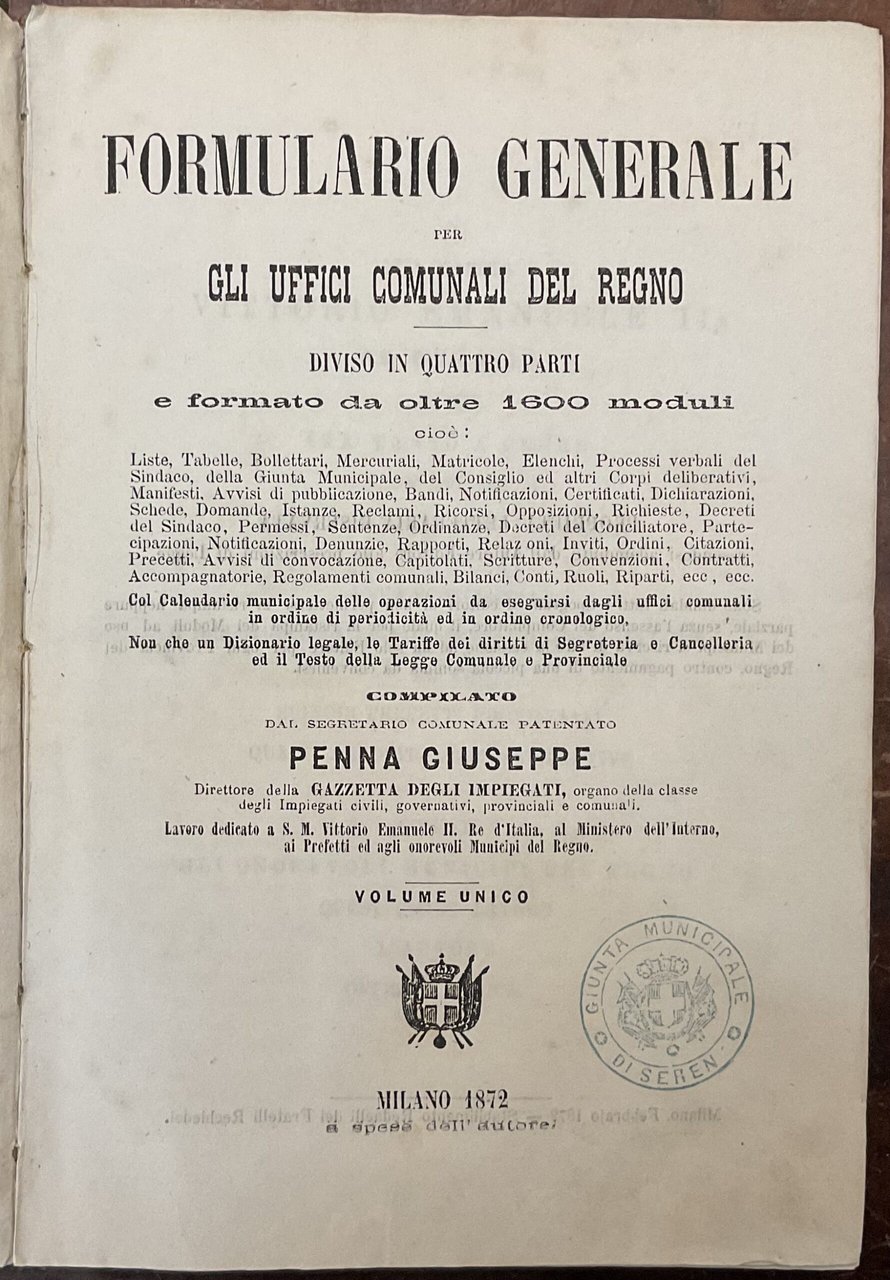 FORMULARIO GENERALE
PER
GLI UFFICI COMUNALI DEL REGNO
DIVISO IN QUATTRO PARTI
e formato da oltre 1600 moduli
cioè:
Liste, Tabelle, Bollettari, Mercuriali, Matricole, Elenchi, Processi verbali del
Sindaco, della Giunta Municipale, del Consiglio ed altri Corpi deliberativi,
Manifesti, Avvisi di pubblicazione, Bandi, Notificazioni, Certificati, Dichiarazioni,
Schede, Domande, Istanze, Reclami, Ricorsi, Opposizioni, Richieste, Decreti
del Sindaco, Permessi, Sentenze, Ordinanze, Decreti del Conciliatore, Parte-
cipazioni, Notificazioni, Denunzie, Rapporti, Relaz oni, Inviti, Ordini, Citazioni,
Precetti, Avvisi di convocazione, Capitolati, Scritture, Convenzioni, Contratti,
Accompagnatorie, Regolamenti comunali, Bilanci, Conti, Ruoli, Riparti, ecc, ecc.
Col Calendario municipale delle operazioni da eseguirsi dagli uffici comunali
in ordine di periodicità ed in ordine cronologico,
Non che un Dizionario legale, le Tariffe dei diritti di Segreteria e Cancelleria
ed il Testo della Legge Comunale e Provinciale
COMPILATO
DAL SEGRETARIO COMUNALE PATENTATO
PENNA GIUSEPPE
Direttore della GAZZETTA DEGLI IMPIEGATI, organo della classe
degli Impiegati civili, governativi, provinciali e comunali.
Lavoro dedicato a S. M. Vittorio Emanuele II. Re d'Italia, al Ministero dell'Interno,
ai Prefetti ed agli onorevoli Municipi del Regno.
VOLUME UNICO
GIUNTA MUNICIPALE
DI SEREN
MILANO 1872
a spese dell'autore.